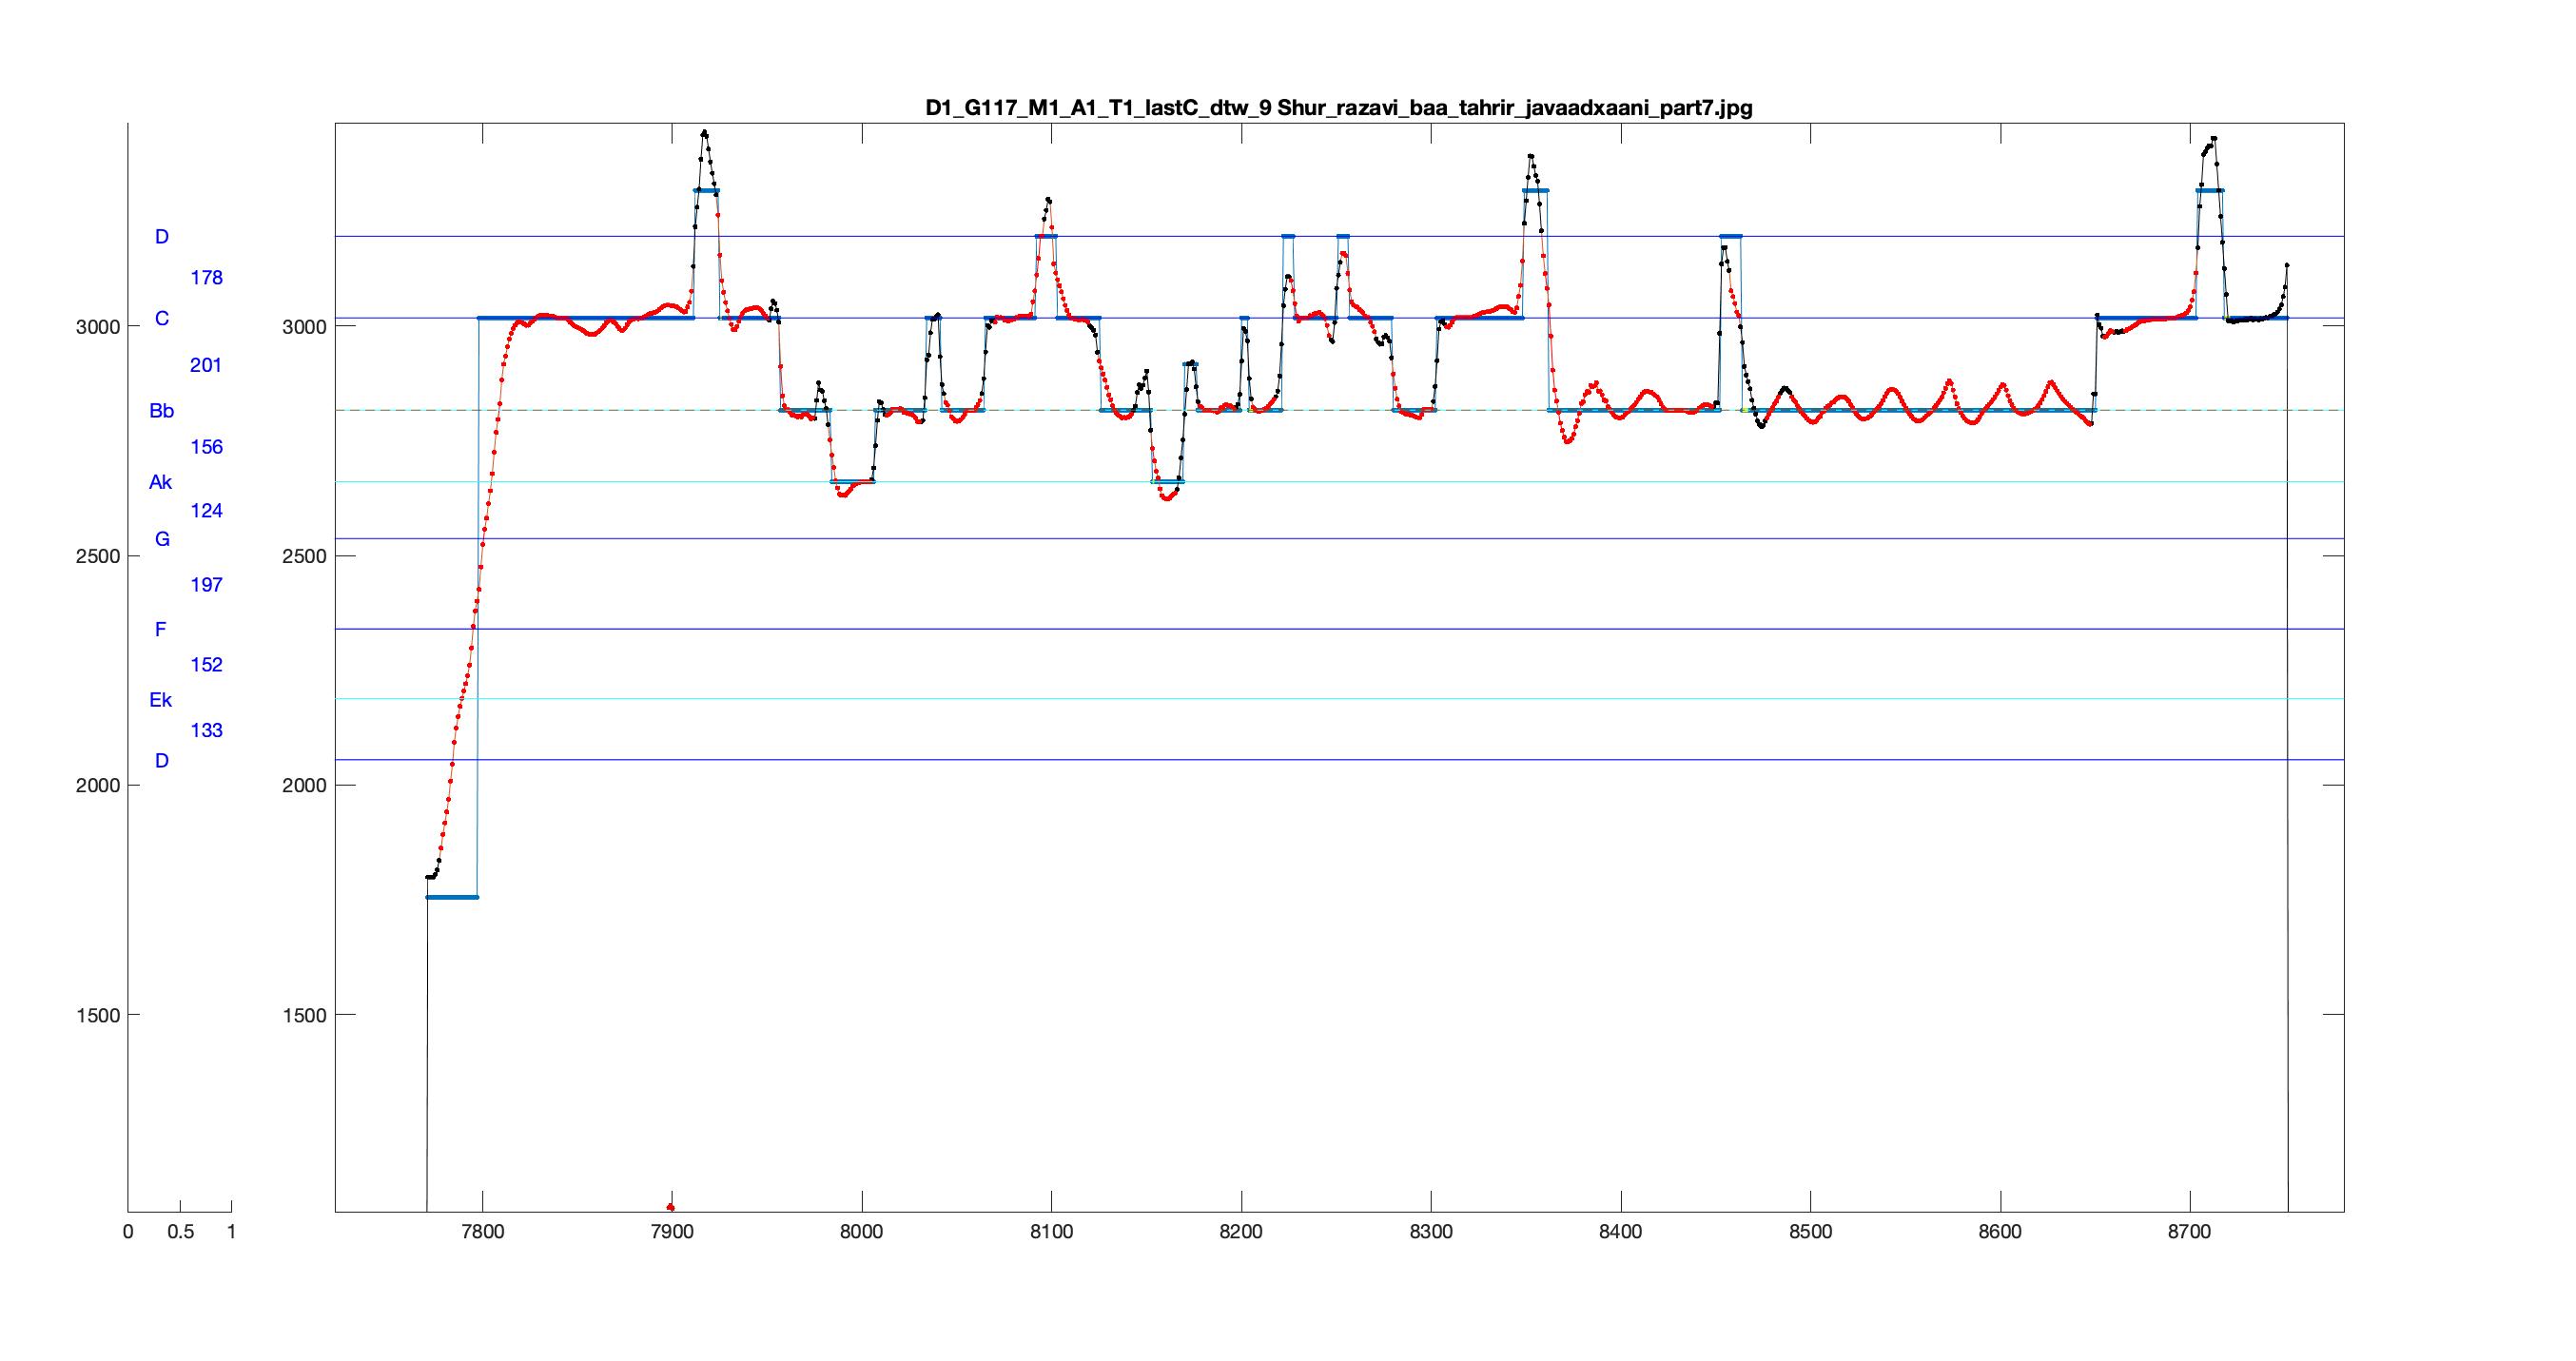 D1_G117_M1_A1_T1_lastC_dtw_9 Shur_razavi_baa_tahrir_javaadxaani_part7.jpg
D
178
C
3000 3000
201
Bb
156
Ak
124
G
2500 2500
197
F
152
Ek
133
D
2000 2000
1500 1500
0 0.5 1 7800 7900 8000 8100 8200 8300 8400 8500 8600 8700